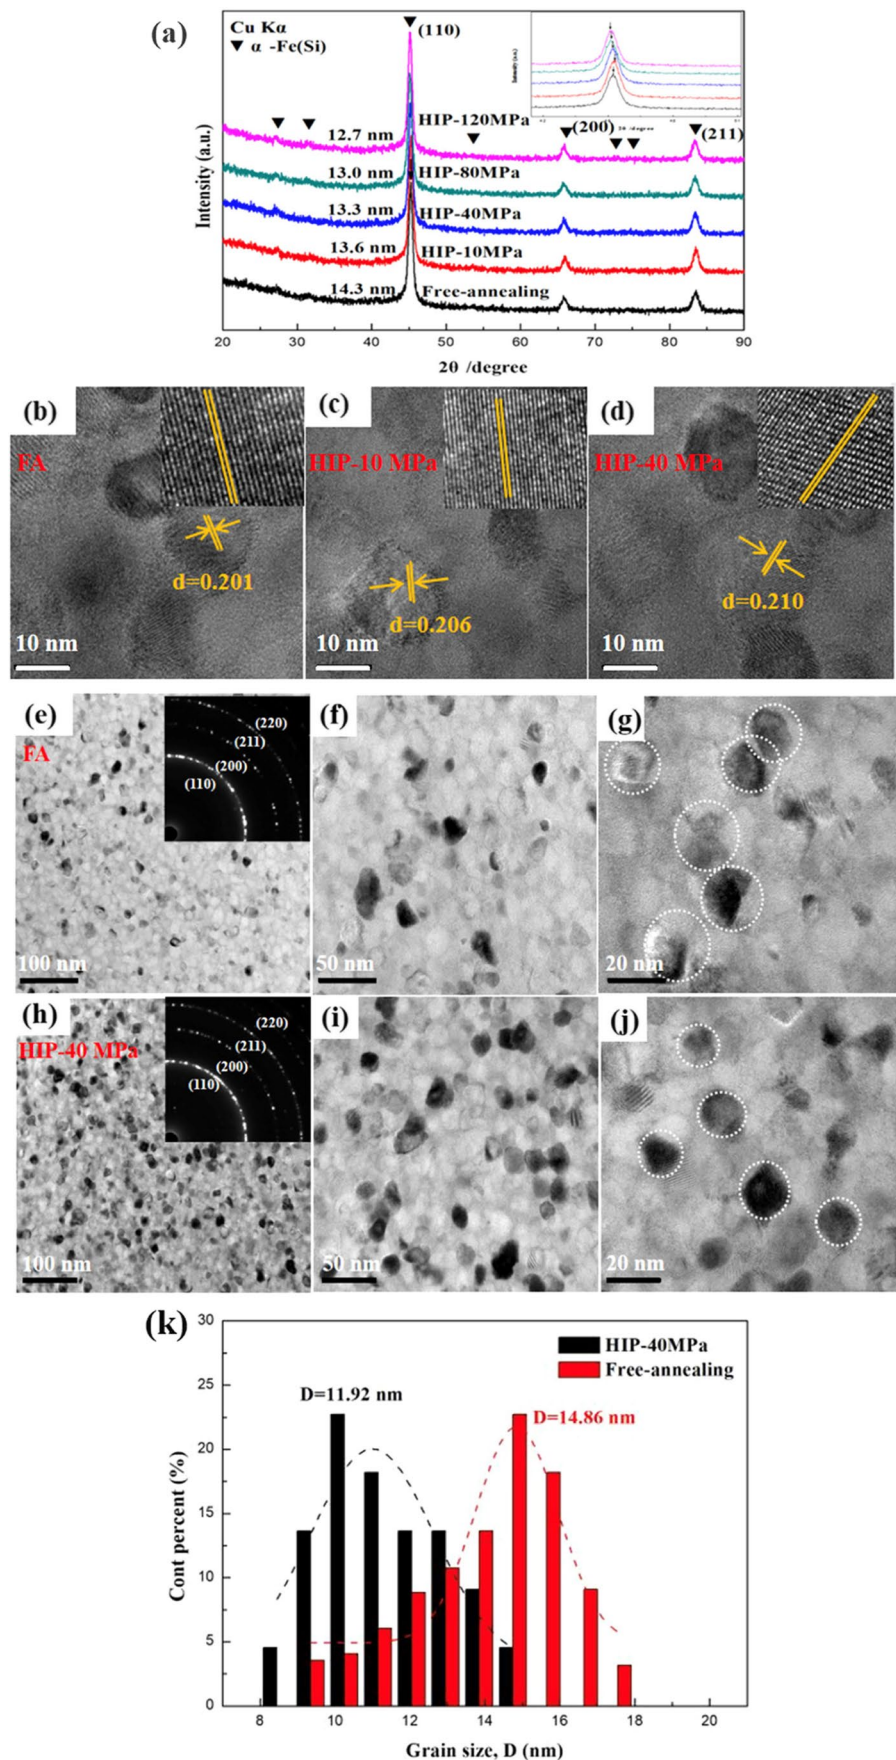 (a)
Cu Kα
▼ α -Fe(Si)
(110)
(200)
(211)
2θ /degree
12.7 nm
HIP-120MPa
13.0 nm
HIP-80MPa
13.3 nm
HIP-40MPa
13.6 nm
HIP-10MPa
14.3 nm
Free-annealing
Intensity (a.u.)
20 30 40 50 60 70 80 90
2θ /degree
(b)
FA
d=0.201
10 nm
(c)
HIP-10 MPa
d=0.206
10 nm
(d)
HIP-40 MPa
d=0.210
10 nm
(e)
FA
(220)
(211)
(200)
(110)
100 nm
(f)
50 nm
(g)
20 nm
(h)
HIP-40 MPa
(220)
(211)
(200)
(110)
100 nm
(i)
50 nm
(j)
20 nm
(k)
30
25
20
15
10
5
0
Cont percent (%)
HIP-40MPa
Free-annealing
D=11.92 nm
D=14.86 nm
8 10 12 14 16 18 20
Grain size, D (nm)